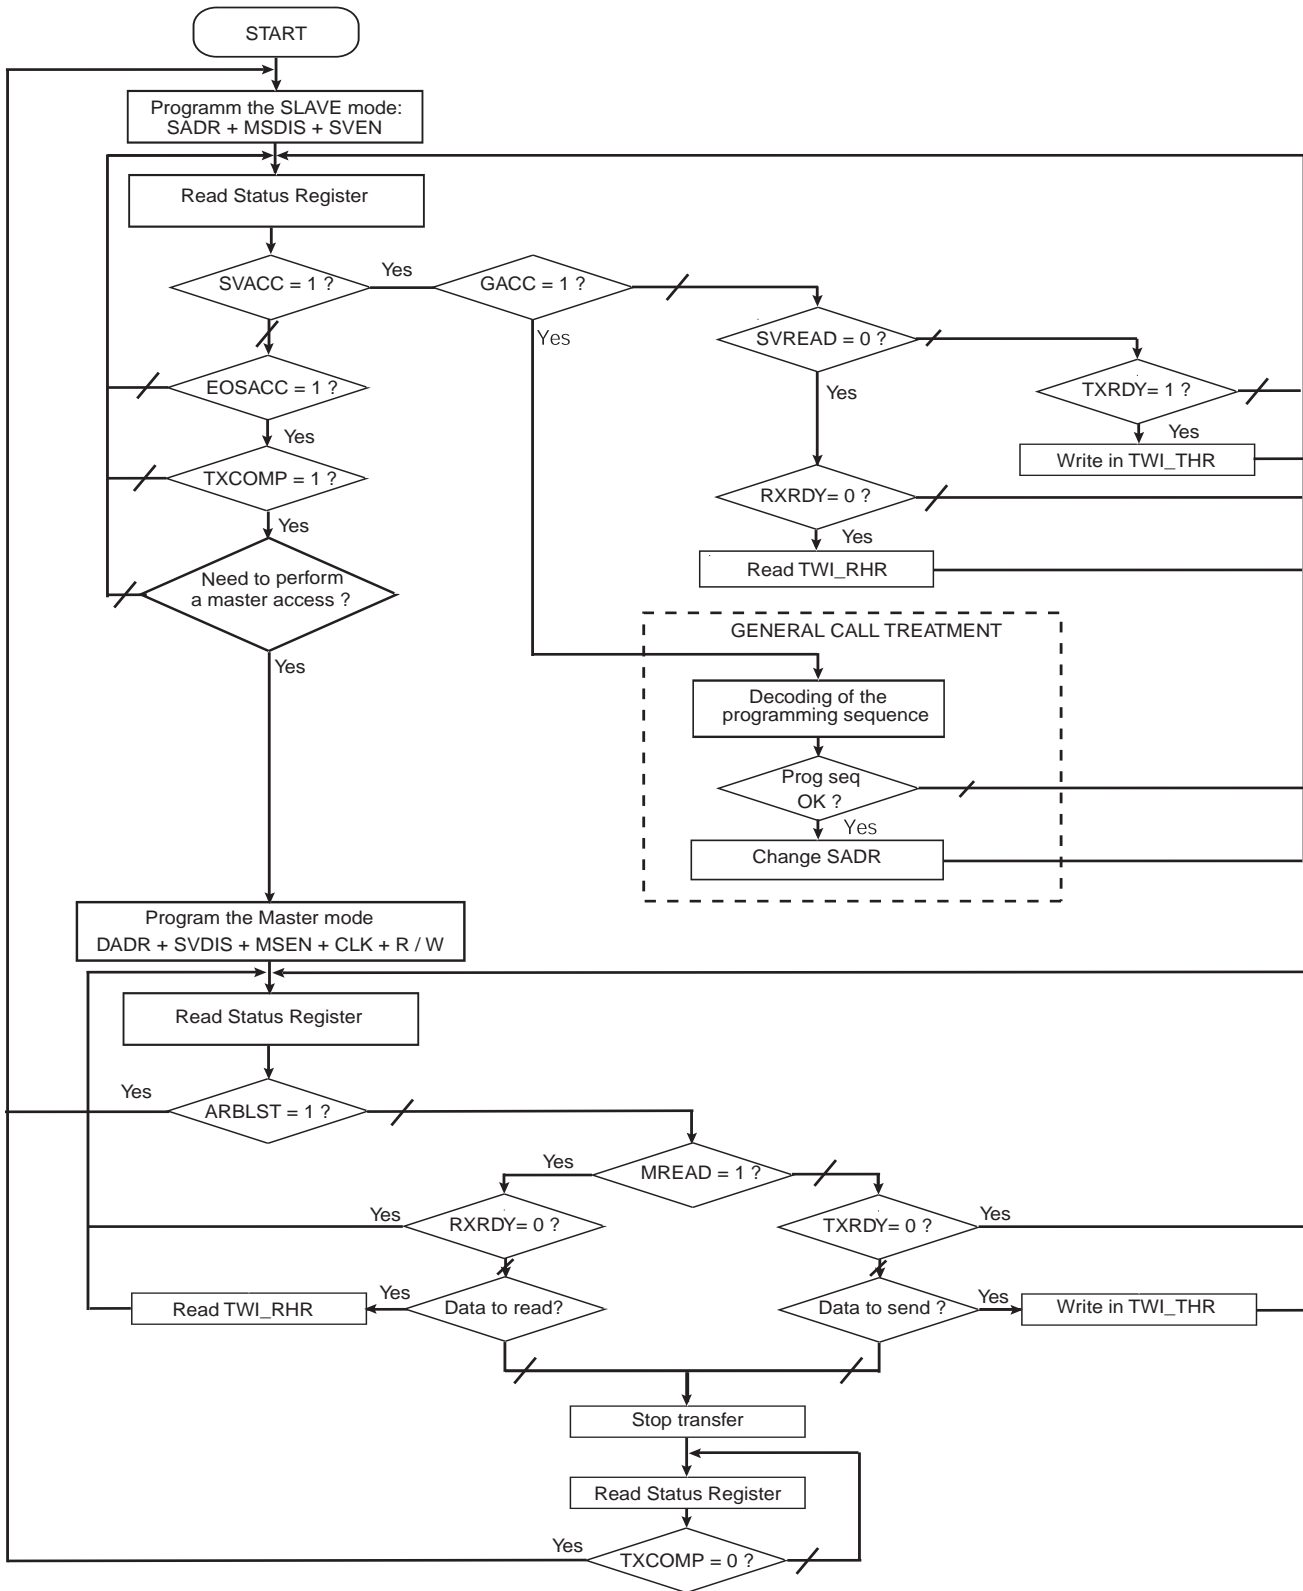 START
Programm the SLAVE mode:
SADR + MSDIS + SVEN
Read Status Register
SVACC = 1 ?
Yes
GACC = 1 ?
Yes
SVREAD = 0 ?
Yes
EOSACC = 1 ?
Yes
TXRDY= 1 ?
Yes
Write in TWI_THR
TXCOMP = 1 ?
Yes
RXRDY= 0 ?
Yes
Read TWI_RHR
Need to perform
a master access ?
Yes
GENERAL CALL TREATMENT
Decoding of the
programming sequence
Prog seq
OK ?
Yes
Change SADR
Program the Master mode
DADR + SVDIS + MSEN + CLK + R / W
Read Status Register
Yes
ARBLST = 1 ?
Yes
MREAD = 1 ?
Yes
RXRDY= 0 ?
TXRDY= 0 ?
Yes
Read TWI_RHR
Yes
Data to read?
Data to send ?
Yes
Write in TWI_THR
Stop transfer
Read Status Register
Yes
TXCOMP = 0 ?